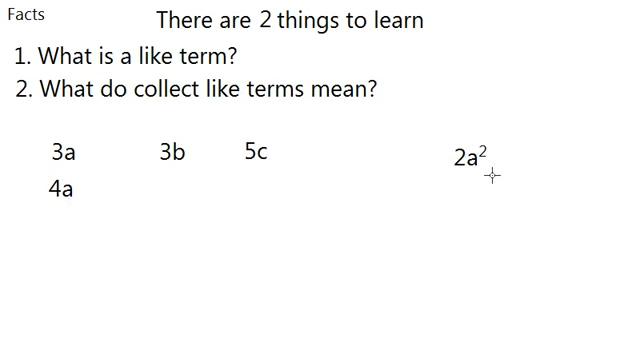 Facts
There are 2 things to learn
1. What is a like term?
2. What do collect like terms mean?
3a 3b 5c 2a²
4a